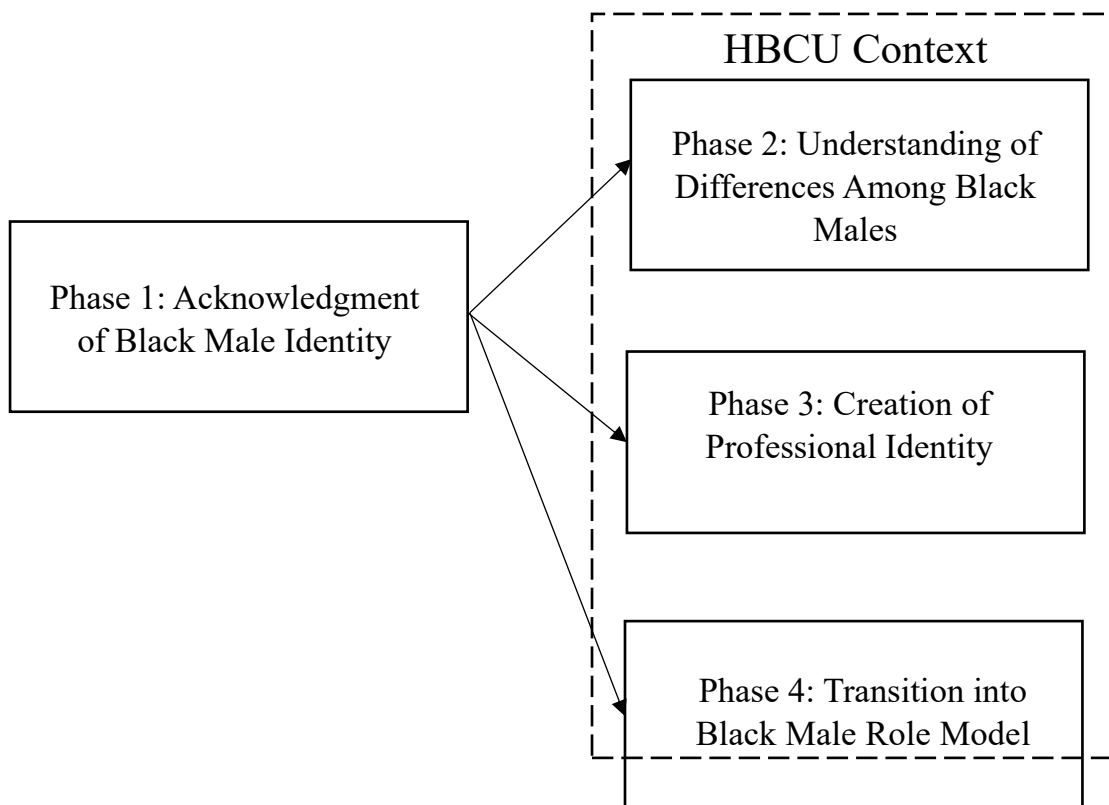 HBCU Context
Phase 2: Understanding of
Differences Among Black
Males
Phase 1: Acknowledgment
of Black Male Identity
Phase 3: Creation of
Professional Identity
Phase 4: Transition into
Black Male Role Model